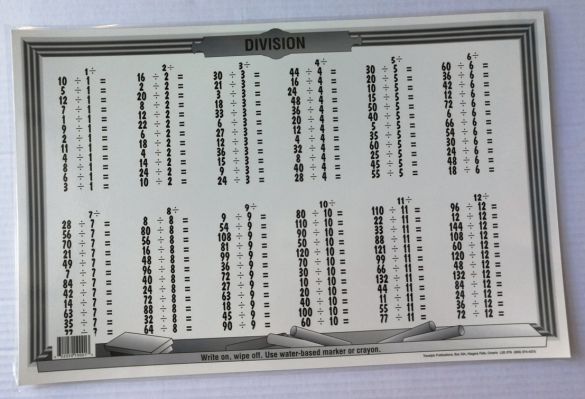 DIVISION
1÷
10 ÷ 1 =
5 ÷ 1 =
12 ÷ 1 =
7 ÷ 1 =
1 ÷ 1 =
9 ÷ 1 =
2 ÷ 1 =
11 ÷ 1 =
4 ÷ 1 =
8 ÷ 1 =
6 ÷ 1 =
3 ÷ 1 =
2÷
16 ÷ 2 =
2 ÷ 2 =
20 ÷ 2 =
8 ÷ 2 =
12 ÷ 2 =
22 ÷ 2 =
6 ÷ 2 =
18 ÷ 2 =
4 ÷ 2 =
14 ÷ 2 =
24 ÷ 2 =
10 ÷ 2 =
3÷
30 ÷ 3 =
21 ÷ 3 =
3 ÷ 3 =
18 ÷ 3 =
33 ÷ 3 =
6 ÷ 3 =
27 ÷ 3 =
12 ÷ 3 =
36 ÷ 3 =
15 ÷ 3 =
9 ÷ 3 =
24 ÷ 3 =
4÷
44 ÷ 4 =
16 ÷ 4 =
24 ÷ 4 =
48 ÷ 4 =
36 ÷ 4 =
20 ÷ 4 =
12 ÷ 4 =
4 ÷ 4 =
32 ÷ 4 =
8 ÷ 4 =
40 ÷ 4 =
28 ÷ 4 =
5÷
30 ÷ 5 =
20 ÷ 5 =
10 ÷ 5 =
15 ÷ 5 =
50 ÷ 5 =
40 ÷ 5 =
5 ÷ 5 =
35 ÷ 5 =
60 ÷ 5 =
25 ÷ 5 =
45 ÷ 5 =
55 ÷ 5 =
6÷
60 ÷ 6 =
36 ÷ 6 =
42 ÷ 6 =
12 ÷ 6 =
72 ÷ 6 =
6 ÷ 6 =
66 ÷ 6 =
54 ÷ 6 =
30 ÷ 6 =
24 ÷ 6 =
48 ÷ 6 =
18 ÷ 6 =
7÷
28 ÷ 7 =
56 ÷ 7 =
70 ÷ 7 =
21 ÷ 7 =
49 ÷ 7 =
7 ÷ 7 =
84 ÷ 7 =
42 ÷ 7 =
14 ÷ 7 =
63 ÷ 7 =
35 ÷ 7 =
77 ÷ 7 =
8÷
8 ÷ 8 =
80 ÷ 8 =
56 ÷ 8 =
16 ÷ 8 =
48 ÷ 8 =
96 ÷ 8 =
40 ÷ 8 =
24 ÷ 8 =
72 ÷ 8 =
88 ÷ 8 =
32 ÷ 8 =
64 ÷ 8 =
9÷
9 ÷ 9 =
54 ÷ 9 =
108 ÷ 9 =
81 ÷ 9 =
99 ÷ 9 =
36 ÷ 9 =
72 ÷ 9 =
27 ÷ 9 =
63 ÷ 9 =
18 ÷ 9 =
45 ÷ 9 =
90 ÷ 9 =
10÷
80 ÷ 10 =
110 ÷ 10 =
90 ÷ 10 =
50 ÷ 10 =
120 ÷ 10 =
70 ÷ 10 =
30 ÷ 10 =
10 ÷ 10 =
20 ÷ 10 =
40 ÷ 10 =
100 ÷ 10 =
60 ÷ 10 =
11÷
110 ÷ 11 =
22 ÷ 11 =
33 ÷ 11 =
88 ÷ 11 =
121 ÷ 11 =
99 ÷ 11 =
66 ÷ 11 =
132 ÷ 11 =
44 ÷ 11 =
11 ÷ 11 =
55 ÷ 11 =
77 ÷ 11 =
12÷
96 ÷ 12 =
12 ÷ 12 =
144 ÷ 12 =
108 ÷ 12 =
60 ÷ 12 =
120 ÷ 12 =
48 ÷ 12 =
132 ÷ 12 =
84 ÷ 12 =
24 ÷ 12 =
36 ÷ 12 =
72 ÷ 12 =
Write on, wipe off. Use water-based marker or crayon.